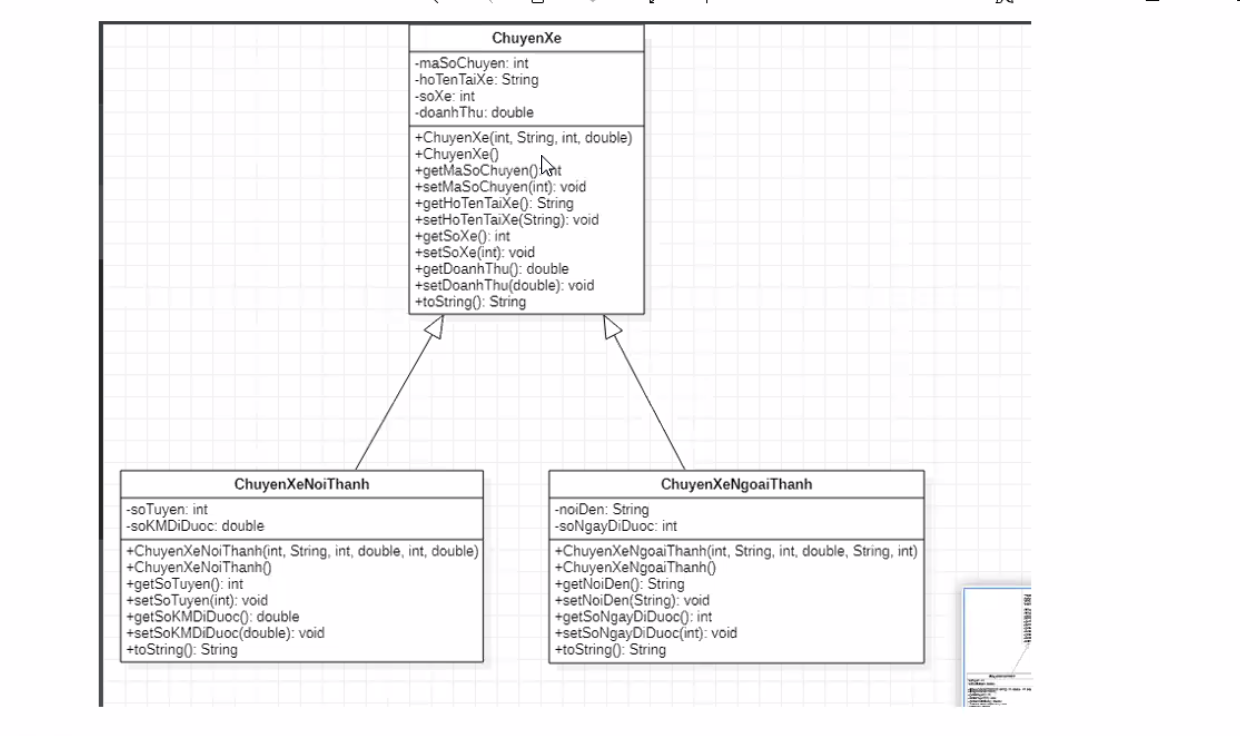 ChuyenXe
-maSoChuyen: int
-hoTenTaiXe: String
-soXe: int
-doanhThu: double
+ChuyenXe(int, String, int, double)
+ChuyenXe()
+getMaSoChuyen(): int
+setMaSoChuyen(int): void
+getHoTenTaiXe(): String
+setHoTenTaiXe(String): void
+getSoXe(): int
+setSoXe(int): void
+getDoanhThu(): double
+setDoanhThu(double): void
+toString(): String
ChuyenXeNoiThanh
-soTuyen: int
-soKMDiDuoc: double
+ChuyenXeNoiThanh(int, String, int, double, int, double)
+ChuyenXeNoiThanh()
+getSoTuyen(): int
+setSoTuyen(int): void
+getSoKMDiDuoc(): double
+setSoKMDiDuoc(double): void
+toString(): String
ChuyenXeNgoaiThanh
-noiDen: String
-soNgayDiDuoc: int
+ChuyenXeNgoaiThanh(int, String, int, double, String, int)
+ChuyenXeNgoaiThanh()
+getNoiDen(): String
+setNoiDen(String): void
+getSoNgayDiDuoc(): int
+setSoNgayDiDuoc(int): void
+toString(): String